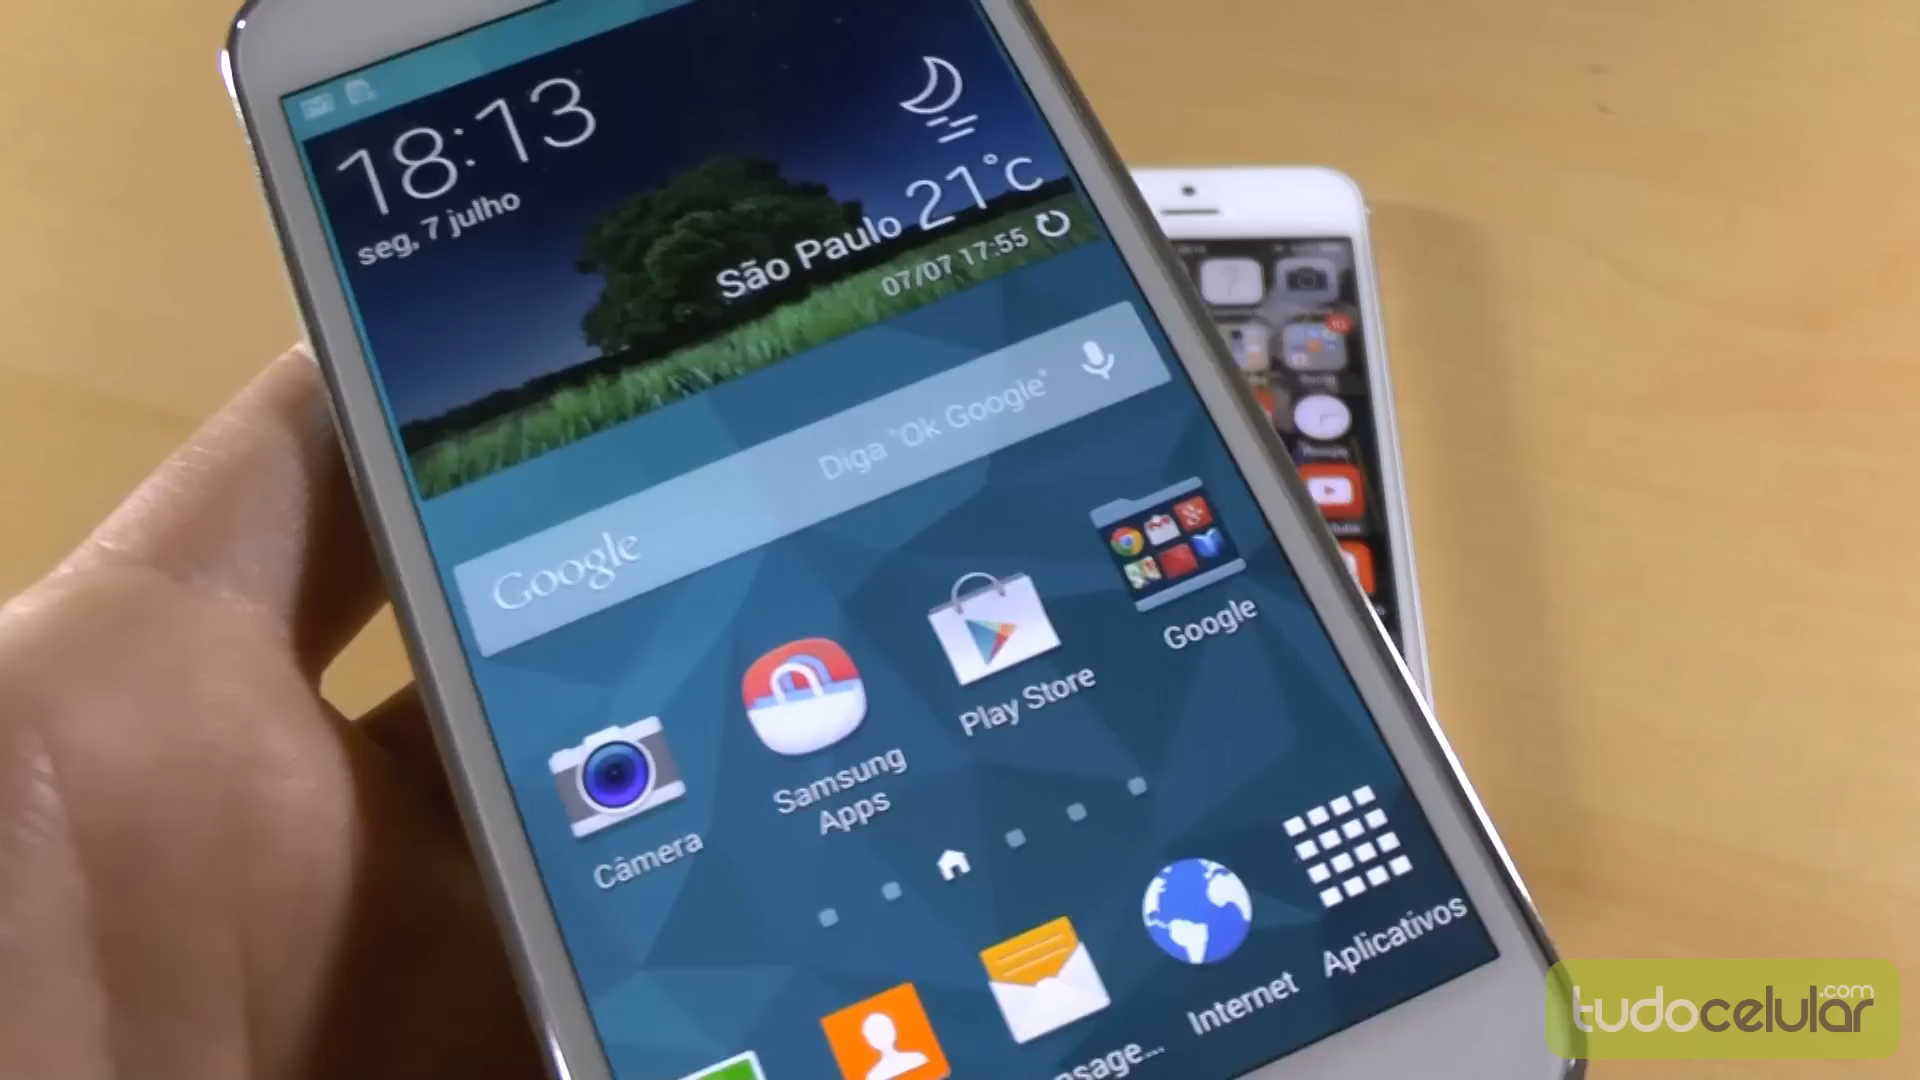 18:13
seg, 7 julho
21°C
São Paulo
07/07 17:55
Google
Diga "Ok Google"
Google
Play Store
Samsung
Apps
Câmera
Aplicativos
Internet
tudocelular.com